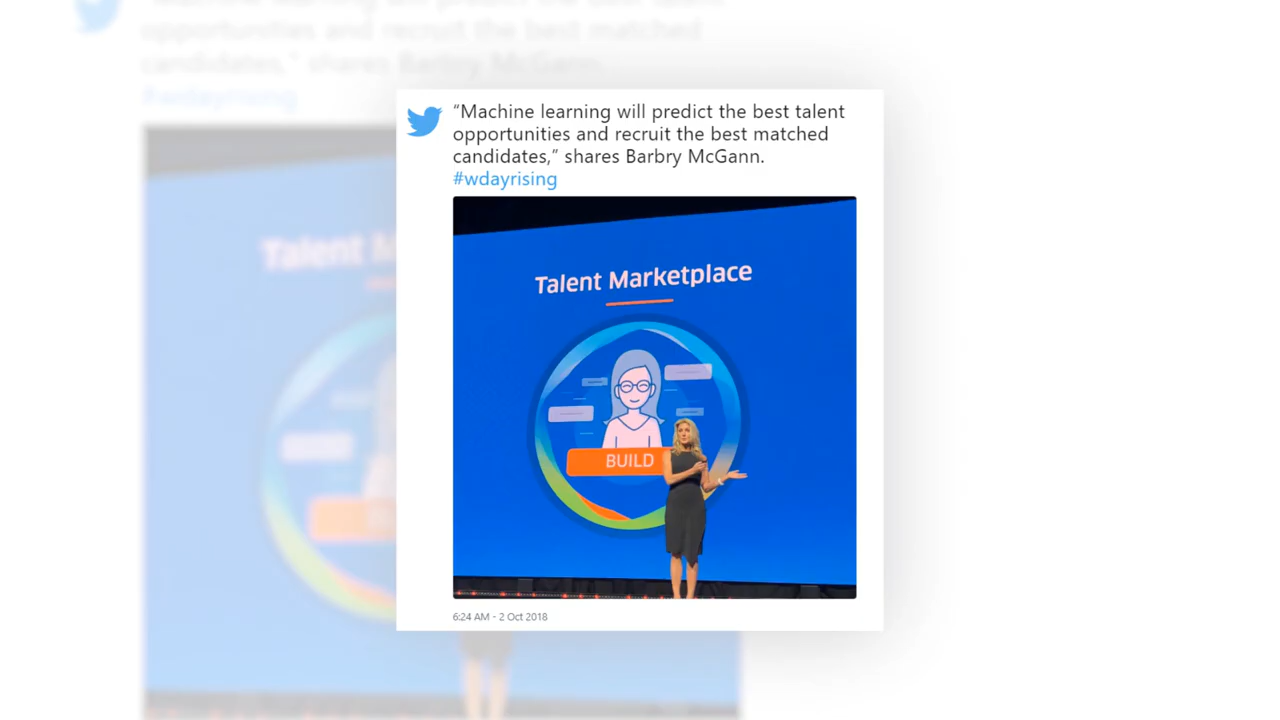 “Machine learning will predict the best talent
opportunities and recruit the best matched
candidates,” shares Barbry McGann.
#wdayrising
Talent Marketplace
BUILD
6:24 AM - 2 Oct 2018